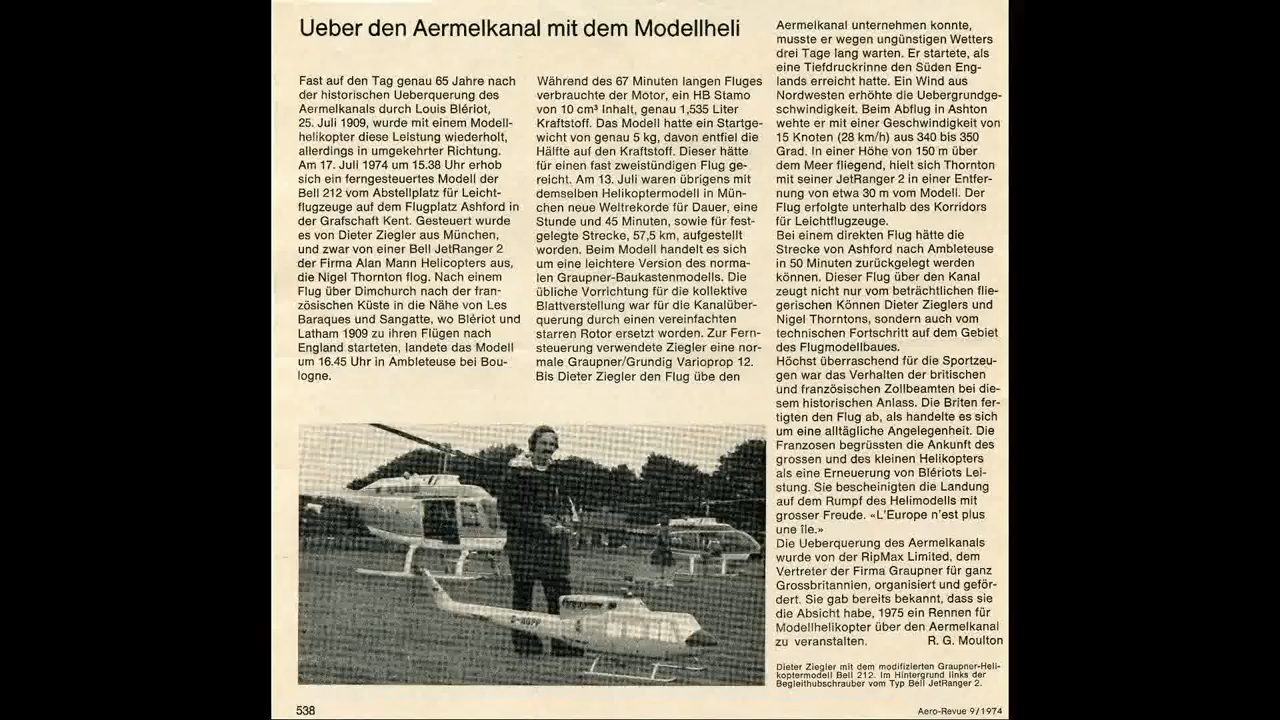 Ueber den Aermelkanal mit dem Modellheli
Fast auf den Tag genau 65 Jahre nach
der historischen Ueberquerung des
Aermelkanals durch Louis Blériot,
25. Juli 1909, wurde mit einem Modell-
helikopter diese Leistung wiederholt,
allerdings in umgekehrter Richtung.
Am 17. Juli 1974 um 15.38 Uhr erhob
sich ein ferngesteuertes Modell der
Bell 212 vom Abstellplatz für Leicht-
flugzeuge auf dem Flugplatz Ashford in
der Grafschaft Kent. Gesteuert wurde
es von Dieter Ziegler aus München,
und zwar von einer Bell JetRanger 2
der Firma Alan Mann Helicopters aus,
die Nigel Thornton flog. Nach einem
Flug über Dimchurch nach der fran-
zösischen Küste in die Nähe von Les
Baraques und Sangatte, wo Blériot und
Latham 1909 zu ihren Flügen nach
England starteten, landete das Modell
um 16.45 Uhr in Ambleteuse bei Bou-
logne.
Während des 67 Minuten langen Fluges
verbrauchte der Motor, ein HB Stamo
von 10 cm³ Inhalt, genau 1,535 Liter
Kraftstoff. Das Modell hatte ein Startge-
wicht von genau 5 kg, davon entfiel die
Hälfte auf den Kraftstoff. Dieser hätte
für einen fast zweistündigen Flug ge-
reicht. Am 13. Juli waren übrigens mit
demselben Helikoptermodell in Mün-
chen neue Weltrekorde für Dauer, eine
Stunde und 45 Minuten, sowie für fest-
gelegte Strecke, 57,5 km, aufgestellt
worden. Beim Modell handelt es sich
um eine leichtere Version des norma-
len Graupner-Baukastenmodells. Die
übliche Vorrichtung für die kollektive
Blattverstellung war für die Kanalüber-
querung durch einen vereinfachten
starren Rotor ersetzt worden. Zur Fern-
steuerung verwendete Ziegler eine nor-
male Graupner/Grundig Varioprop 12.
Bis Dieter Ziegler den Flug übe den
Aermelkanal unternehmen konnte,
musste er wegen ungünstigen Wetters
drei Tage lang warten. Er startete, als
eine Tiefdruckrinne den Süden Eng-
lands erreicht hatte. Ein Wind aus
Nordwesten erhöhte die Uebergrundge-
schwindigkeit. Beim Abflug in Ashton
wehte er mit einer Geschwindigkeit von
15 Knoten (28 km/h) aus 340 bis 350
Grad. In einer Höhe von 150 m über
dem Meer fliegend, hielt sich Thornton
mit seiner JetRanger 2 in einer Entfer-
nung von etwa 30 m vom Modell. Der
Flug erfolgte unterhalb des Korridors
für Leichtflugzeuge.
Bei einem direkten Flug hätte die
Strecke von Ashford nach Ambleteuse
in 50 Minuten zurückgelegt werden
können. Dieser Flug über den Kanal
zeugt nicht nur vom beträchtlichen flie-
gerischen Können Dieter Zieglers und
Nigel Thorntons, sondern auch vom
technischen Fortschritt auf dem Gebiet
des Flugmodellbaues.
Höchst überraschend für die Sportzeu-
gen war das Verhalten der britischen
und französischen Zollbeamten bei die-
sem historischen Anlass. Die Briten fer-
tigten den Flug ab, als handelte es sich
um eine alltägliche Angelegenheit. Die
Franzosen begrüssten die Ankunft des
grossen und des kleinen Helikopters
als eine Erneuerung von Blériots Lei-
stung. Sie bescheinigten die Landung
auf dem Rumpf des Helimodells mit
grosser Freude. «L'Europe n'est plus
une île.»
Die Ueberquerung des Aermelkanals
wurde von der RipMax Limited, dem
Vertreter der Firma Graupner für ganz
Grossbritannien, organisiert und geför-
dert. Sie gab bereits bekannt, dass sie
die Absicht habe, 1975 ein Rennen für
Modellhelikopter über den Aermelkanal
zu veranstalten. R. G. Moulton
Dieter Ziegler mit dem modifizierten Graupner-Heli-
koptermodell Bell 212. Im Hintergrund links der
Begleithubschrauber vom Typ Bell JetRanger 2.
538
Aero-Revue 9/1974